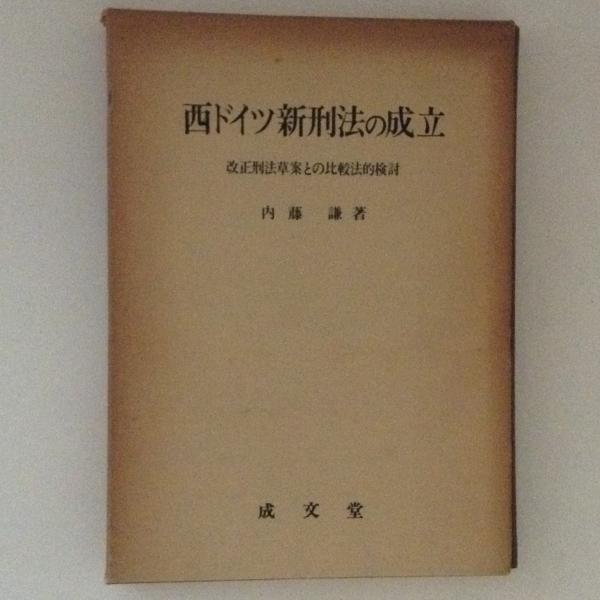 西ドイツ新刑法の成立
改正刑法草案との比較法的検討
内藤 謙著
成文堂